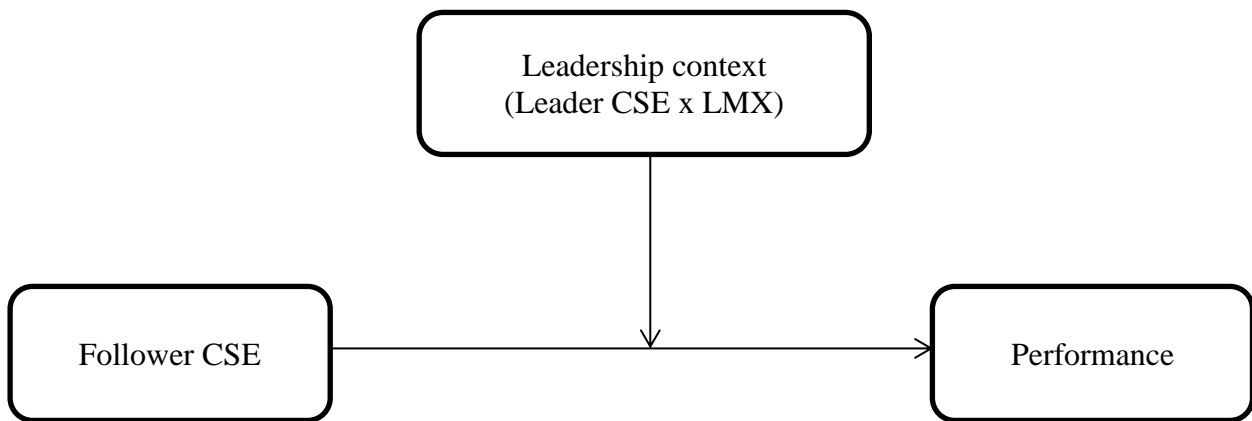 Leadership context
(Leader CSE x LMX)
Follower CSE
Performance